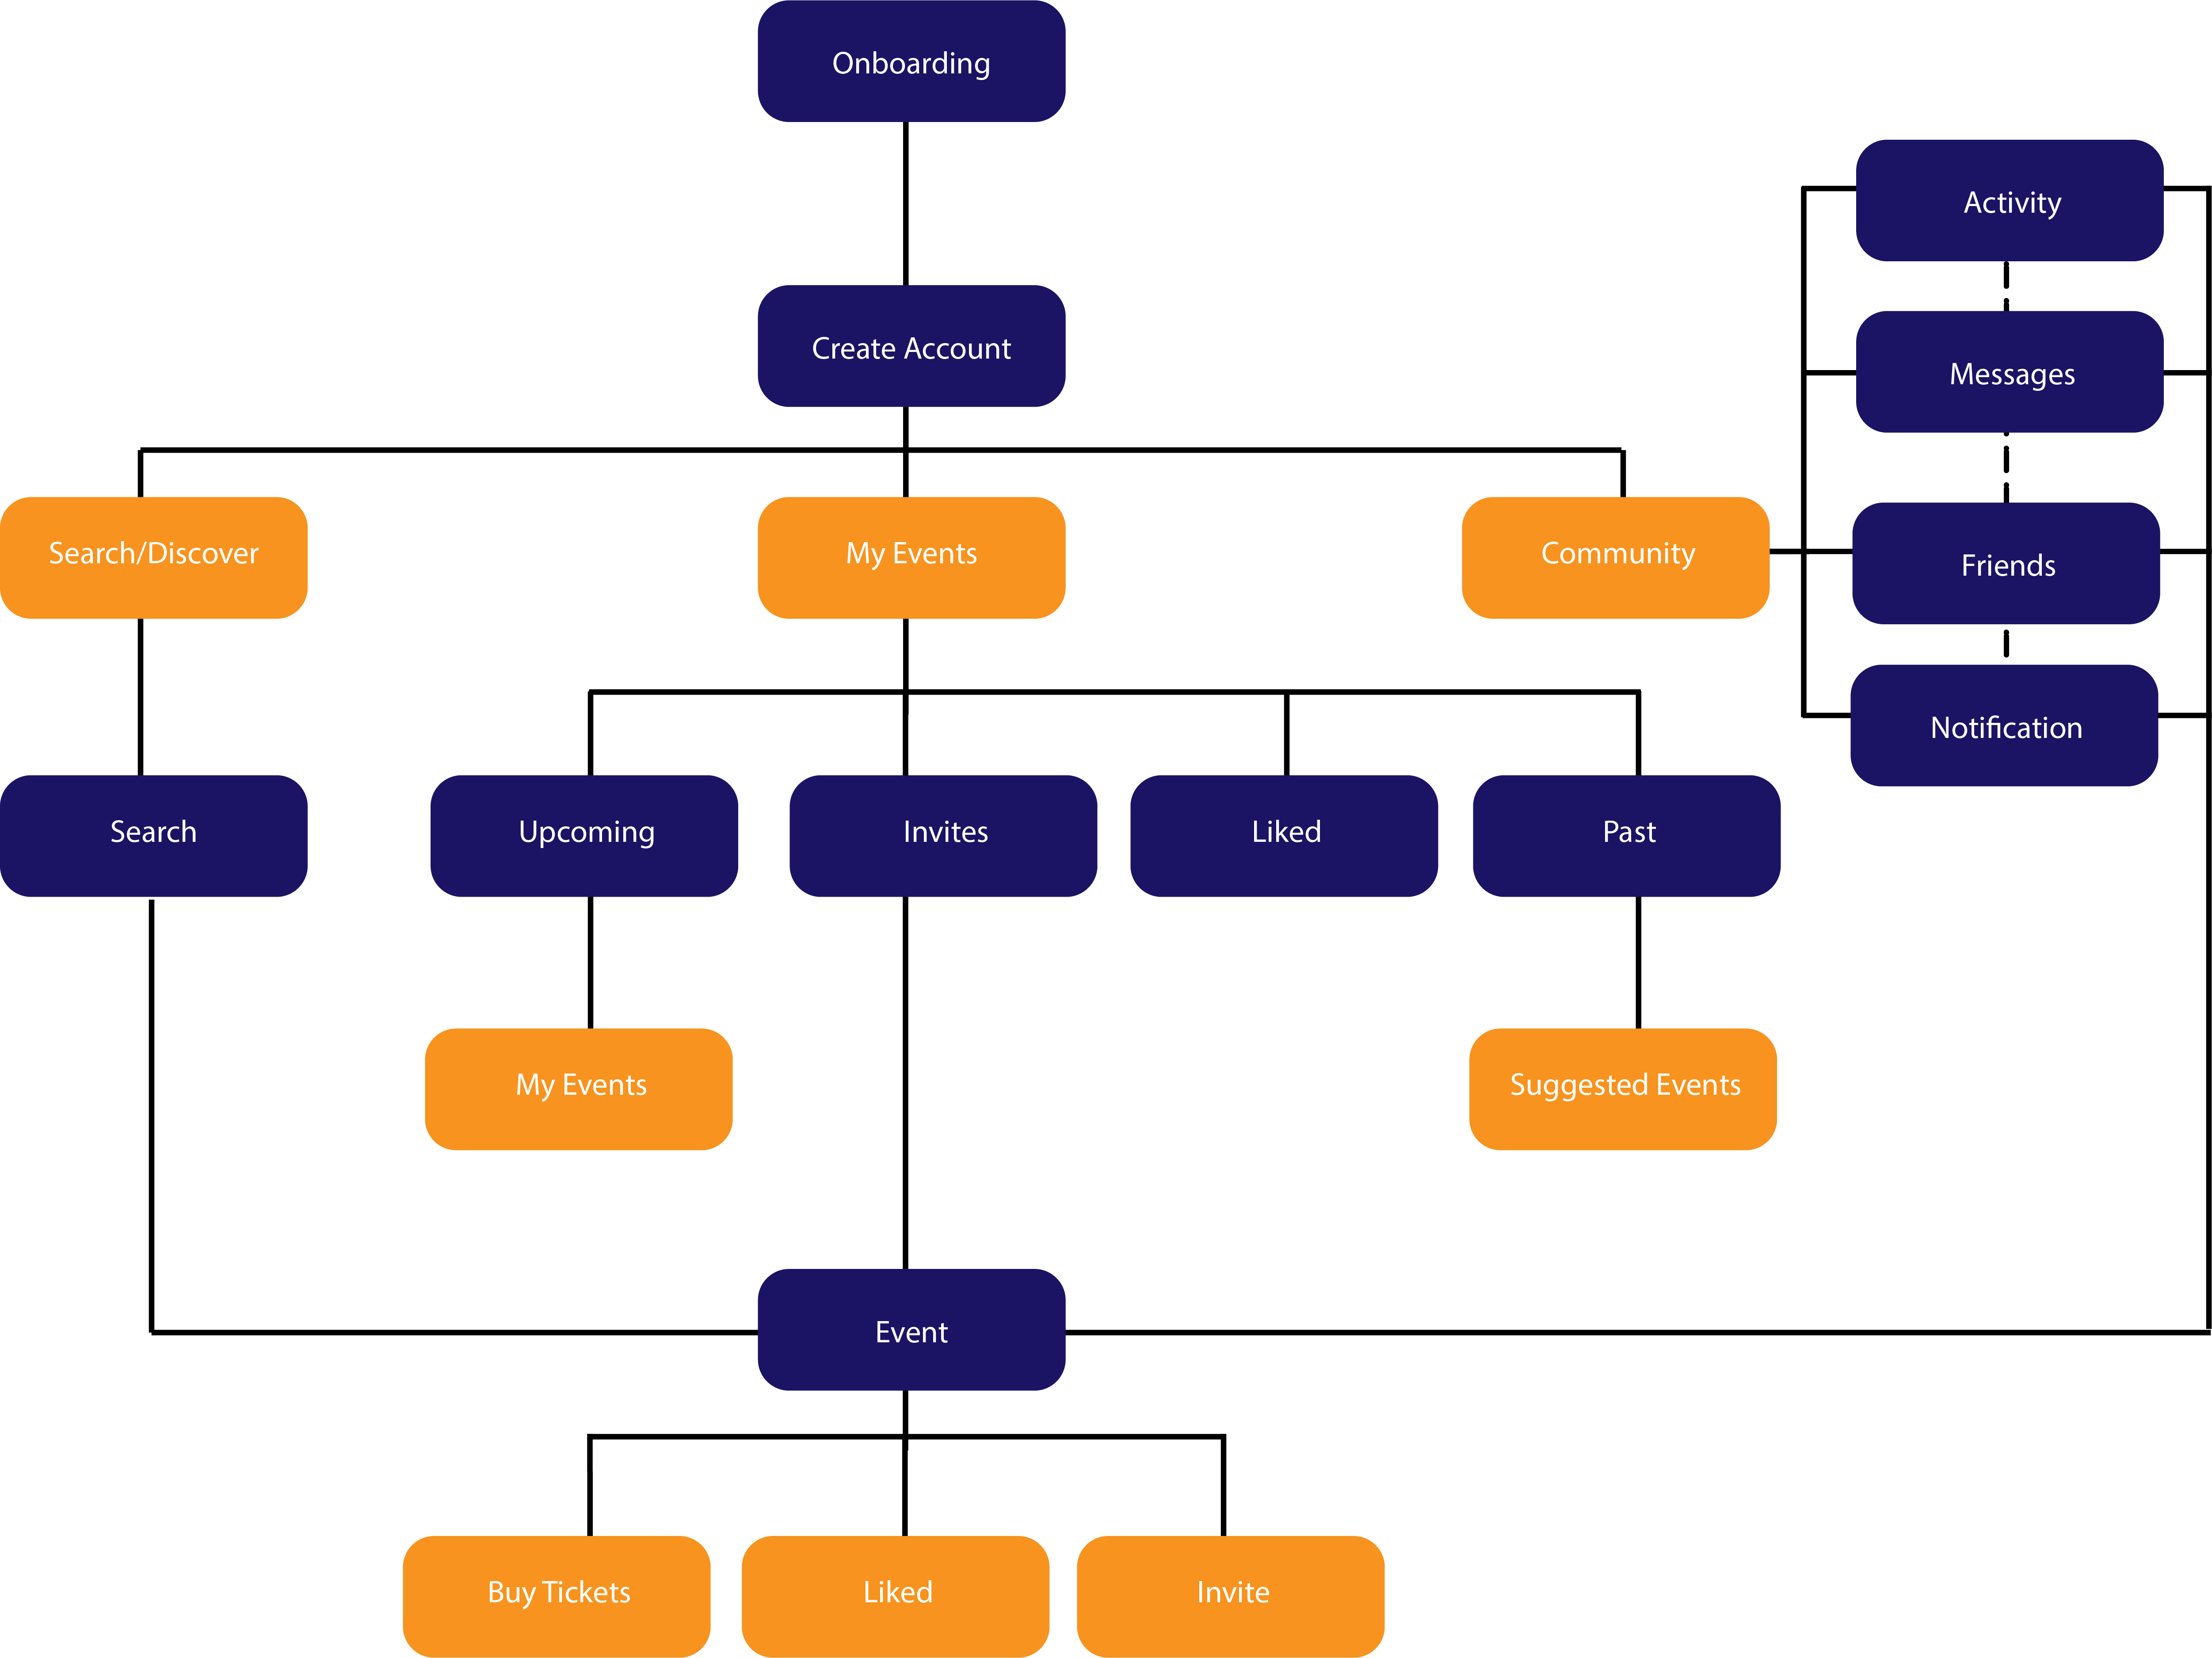 Onboarding
Activity
Create Account
Messages
Search/Discover
My Events
Community
Friends
Notification
Search
Upcoming
Invites
Liked
Past
My Events
Suggested Events
Event
Buy Tickets
Liked
Invite